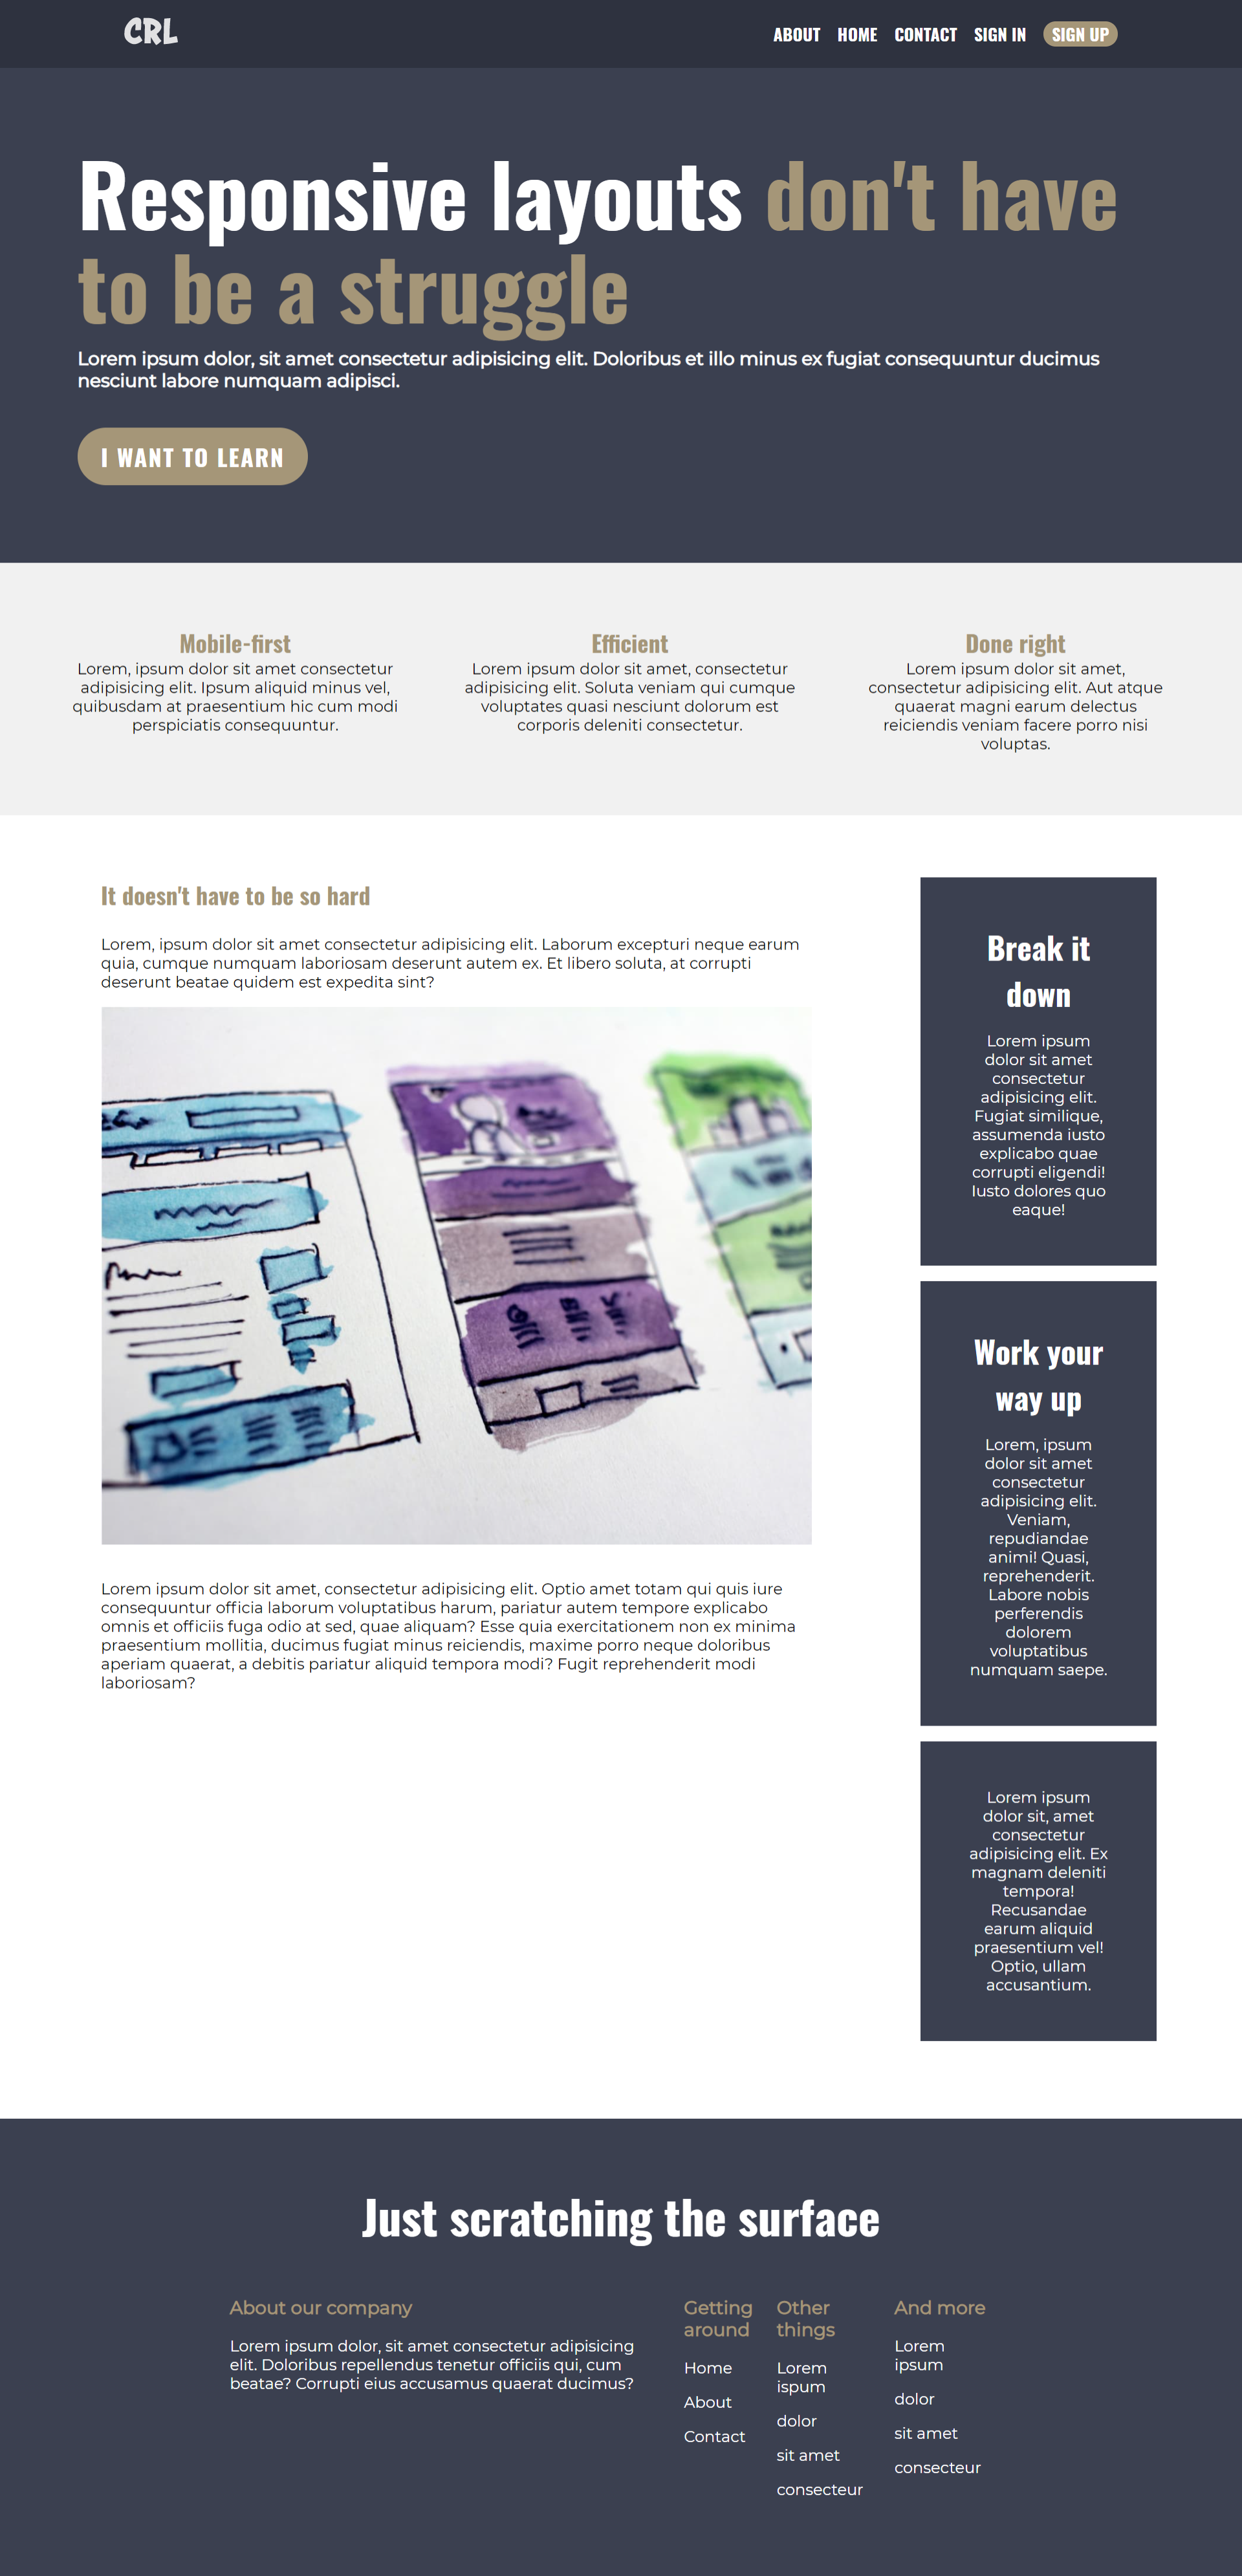 CRL
ABOUT HOME CONTACT SIGN IN SIGN UP
Responsive layouts don't have
to be a struggle
Lorem ipsum dolor, sit amet consectetur adipisicing elit. Doloribus et illo minus ex fugiat consequuntur ducimus
nesciunt labore numquam adipisci.
I WANT TO LEARN
Mobile-first
Lorem, ipsum dolor sit amet consectetur
adipisicing elit. Ipsum aliquid minus vel,
quibusdam at praesentium hic cum modi
perspiciatis consequuntur.
Efficient
Lorem ipsum dolor sit amet, consectetur
adipisicing elit. Soluta veniam qui cumque
voluptates quasi nesciunt dolorum est
corporis deleniti consectetur.
Done right
Lorem ipsum dolor sit amet,
consectetur adipisicing elit. Aut atque
quaerat magni earum delectus
reiciendis veniam facere porro nisi
voluptas.
It doesn't have to be so hard
Lorem, ipsum dolor sit amet consectetur adipisicing elit. Laborum excepturi neque earum
quia, cumque numquam laboriosam deserunt autem ex. Et libero soluta, at corrupti
deserunt beatae quidem est expedita sint?
Lorem ipsum dolor sit amet, consectetur adipisicing elit. Optio amet totam qui quis iure
consequuntur officia laborum voluptatibus harum, pariatur autem tempore explicabo
omnis et officiis fuga odio at sed, quae aliquam? Esse quia exercitationem non ex minima
praesentium mollitia, ducimus fugiat minus reiciendis, maxime porro neque doloribus
aperiam quaerat, a debitis pariatur aliquid tempora modi? Fugit reprehenderit modi
laboriosam?
Break it
down
Lorem ipsum
dolor sit amet
consectetur
adipisicing elit.
Fugiat similique,
assumenda iusto
explicabo quae
corrupti eligendi!
Iusto dolores quo
eaque!
Work your
way up
Lorem, ipsum
dolor sit amet
consectetur
adipisicing elit.
Veniam,
repudiandae
animi! Quasi,
reprehenderit.
Labore nobis
perferendis
dolorem
voluptatibus
numquam saepe.
Lorem ipsum
dolor sit, amet
consectetur
adipisicing elit. Ex
magnam deleniti
tempora!
Recusandae
earum aliquid
praesentium vel!
Optio, ullam
accusantium.
Just scratching the surface
About our company
Lorem ipsum dolor, sit amet consectetur adipisicing
elit. Doloribus repellendus tenetur officiis qui, cum
beatae? Corrupti eius accusamus quaerat ducimus?
Getting
around
Home
About
Contact
Other
things
Lorem
ispum
dolor
sit amet
consecteur
And more
Lorem
ipsum
dolor
sit amet
consecteur